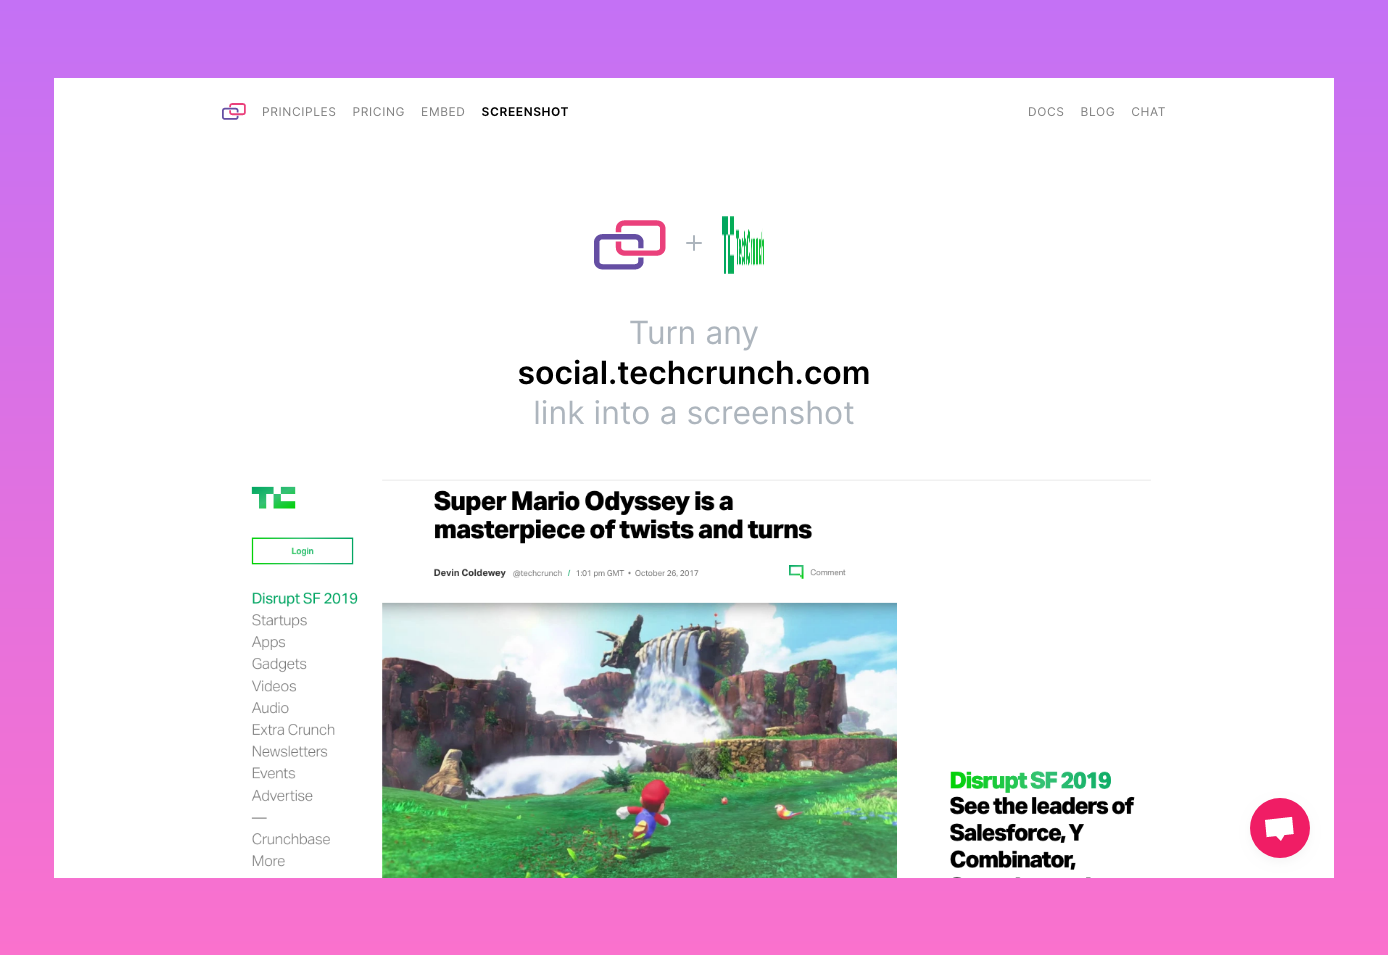 PRINCIPLES PRICING EMBED SCREENSHOT DOCS BLOG CHAT
+ TechCrunch
Turn any
social.techcrunch.com
link into a screenshot
TC
Login
Disrupt SF 2019
Startups
Apps
Gadgets
Videos
Audio
Extra Crunch
Newsletters
Events
Advertise
—
Crunchbase
More
Super Mario Odyssey is a
masterpiece of twists and turns
Devin Coldewey @techcrunch / 1:01 pm GMT • October 26, 2017
Comment
Disrupt SF 2019
See the leaders of
Salesforce, Y
Combinator,